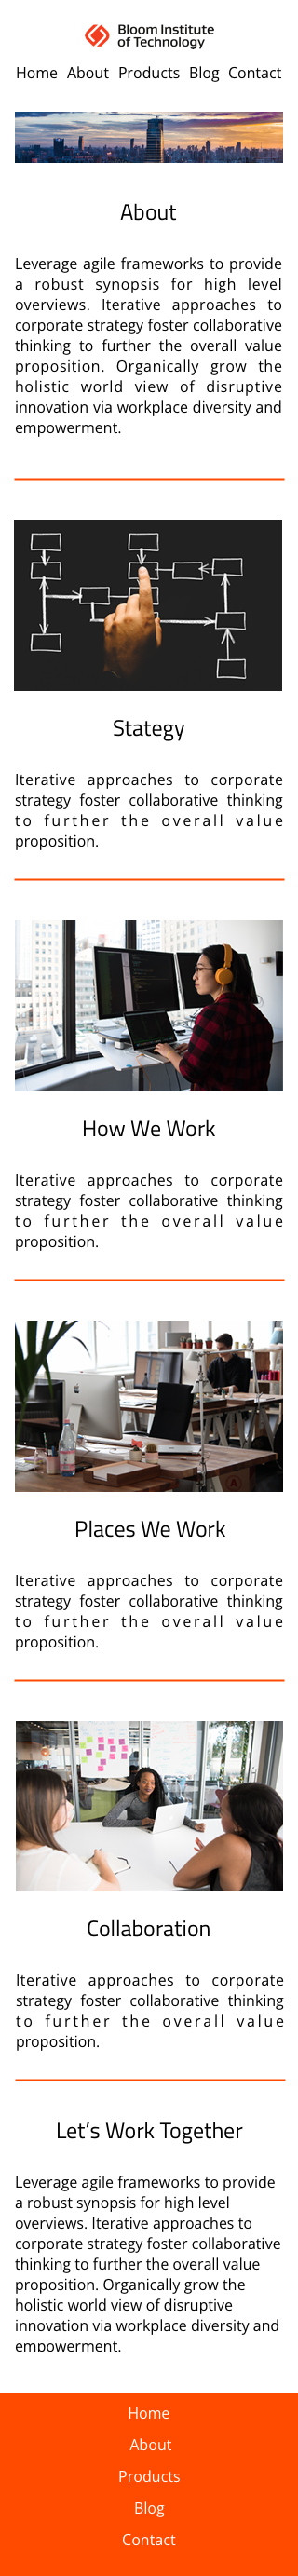 Bloom Institute
of Technology
Home About Products Blog Contact
About
Leverage agile frameworks to provide
a robust synopsis for high level
overviews. Iterative approaches to
corporate strategy foster collaborative
thinking to further the overall value
proposition. Organically grow the
holistic world view of disruptive
innovation via workplace diversity and
empowerment.
Stategy
Iterative approaches to corporate
strategy foster collaborative thinking
to further the overall value
proposition.
How We Work
Iterative approaches to corporate
strategy foster collaborative thinking
to further the overall value
proposition.
Places We Work
Iterative approaches to corporate
strategy foster collaborative thinking
to further the overall value
proposition.
Collaboration
Iterative approaches to corporate
strategy foster collaborative thinking
to further the overall value
proposition.
Let’s Work Together
Leverage agile frameworks to provide
a robust synopsis for high level
overviews. Iterative approaches to
corporate strategy foster collaborative
thinking to further the overall value
proposition. Organically grow the
holistic world view of disruptive
innovation via workplace diversity and
empowerment.
Home
About
Products
Blog
Contact